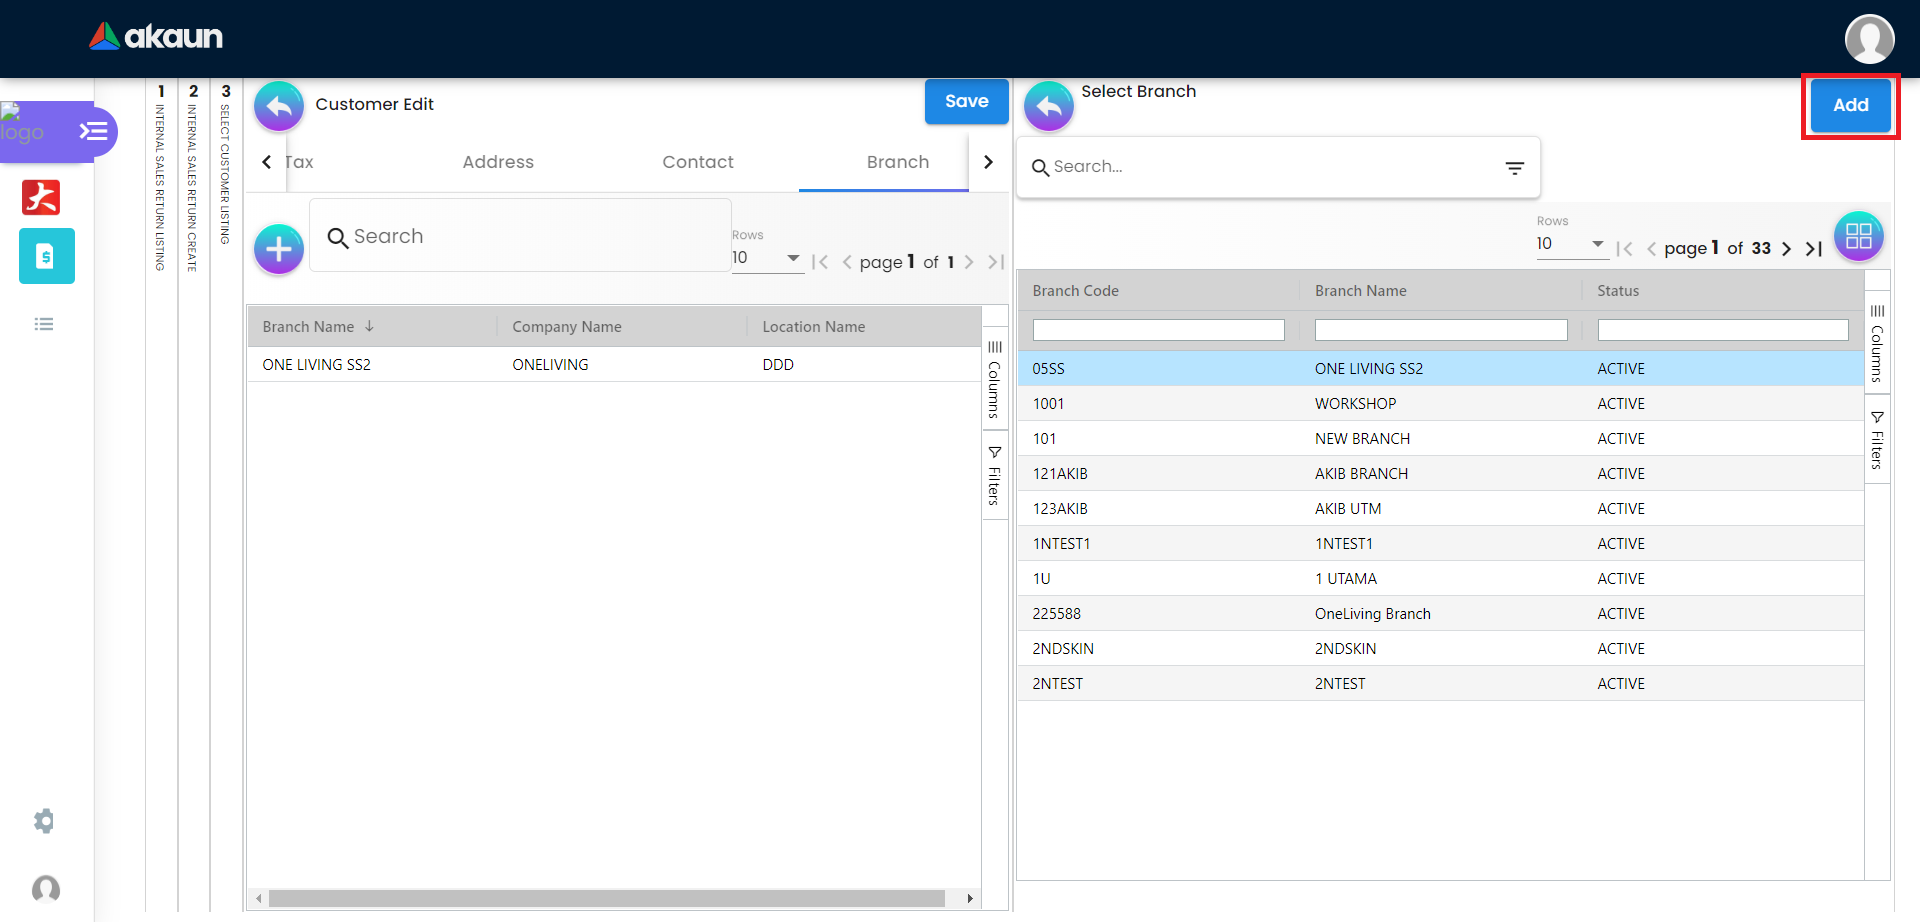 akaun
logo
1 INTERNAL SALES RETURN LISTING
2 INTERNAL SALES RETURN CREATE
3 SELECT CUSTOMER LISTING
Customer Edit
Save
Tax Address Contact Branch
Search
Rows
10
page 1 of 1
Branch Name Company Name Location Name
ONE LIVING SS2 ONELIVING DDD
Columns
Filters
Select Branch
Add
Search...
Rows
10
page 1 of 33
Branch Code Branch Name Status
05SS ONE LIVING SS2 ACTIVE
1001 WORKSHOP ACTIVE
101 NEW BRANCH ACTIVE
121AKIB AKIB BRANCH ACTIVE
123AKIB AKIB UTM ACTIVE
1NTEST1 1NTEST1 ACTIVE
1U 1 UTAMA ACTIVE
225588 OneLiving Branch ACTIVE
2NDSKIN 2NDSKIN ACTIVE
2NTEST 2NTEST ACTIVE
Columns
Filters